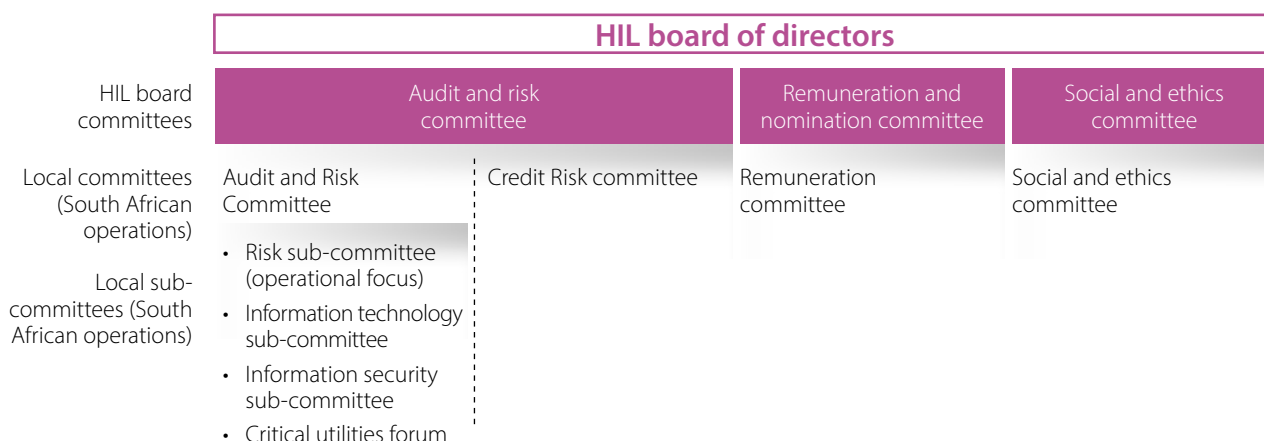 HIL board of directors
HIL board
committees
Audit and risk
committee
Remuneration and
nomination committee
Social and ethics
committee
Local committees
(South African
operations)
Audit and Risk
Committee
Credit Risk committee
Remuneration
committee
Social and ethics
committee
Local sub-
committees (South
African operations)
• Risk sub-committee
(operational focus)
• Information technology
sub-committee
• Information security
sub-committee
• Critical utilities forum